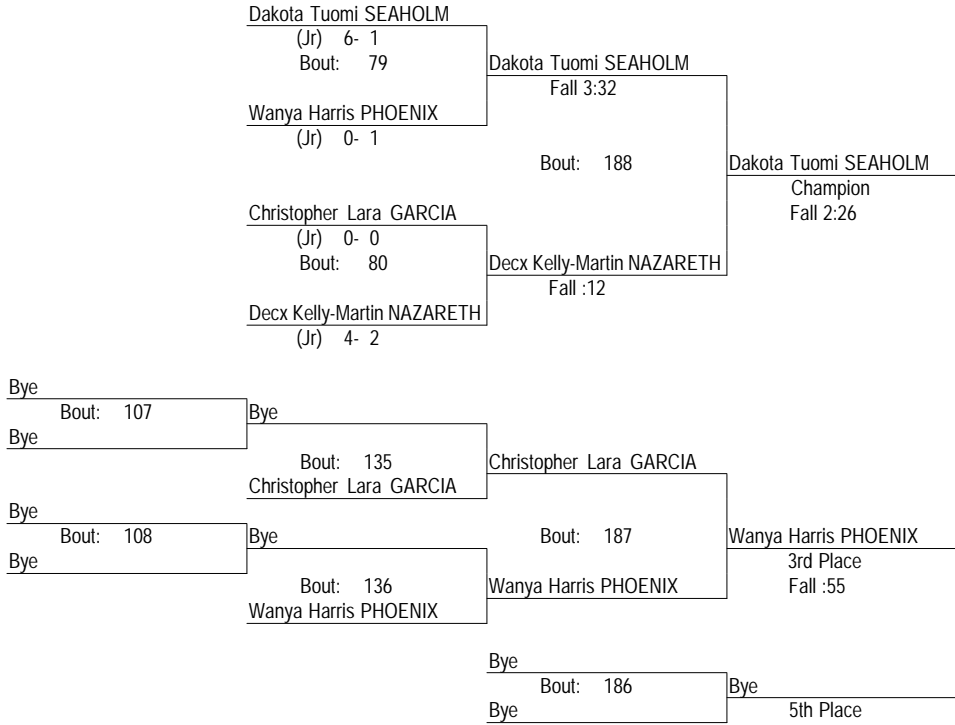 Dakota Tuomi SEAHOLM
(Jr) 6- 1
Bout: 79
Dakota Tuomi SEAHOLM
Fall 3:32
Wanya Harris PHOENIX
(Jr) 0- 1
Bout: 188
Dakota Tuomi SEAHOLM
Champion
Fall 2:26
Christopher Lara GARCIA
(Jr) 0- 0
Bout: 80
Decx Kelly-Martin NAZARETH
Fall :12
Decx Kelly-Martin NAZARETH
(Jr) 4- 2
Bye
Bout: 107
Bye
Bye
Bout: 135
Christopher Lara GARCIA
Christopher Lara GARCIA
Bye
Bout: 108
Bye
Bye
Bout: 187
Wanya Harris PHOENIX
3rd Place
Fall :55
Bout: 136
Wanya Harris PHOENIX
Wanya Harris PHOENIX
Bye
Bout: 186
Bye
Bye
5th Place